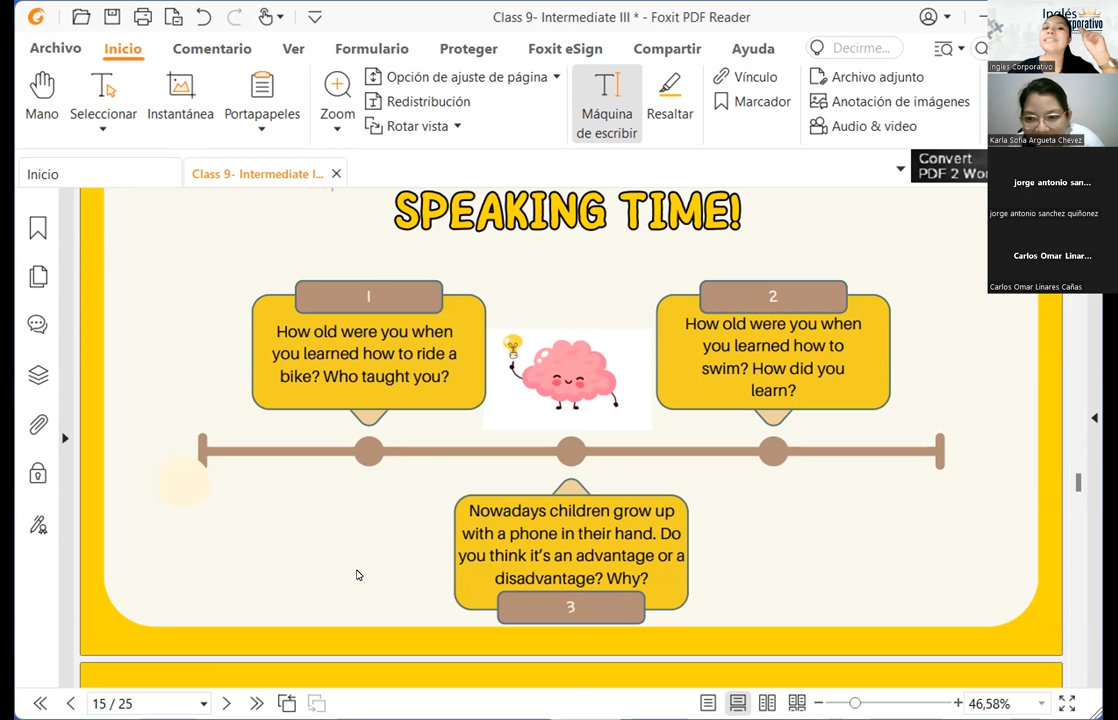 Class 9- Intermediate III * - Foxit PDF Reader
Archivo Inicio Comentario Ver Formulario Proteger Foxit eSign Compartir Ayuda Decirme...
Mano
Seleccionar
Instantánea
Portapapeles
Zoom
Opción de ajuste de página
Redistribución
Rotar vista
Máquina
de escribir
Resaltar
Vínculo
Marcador
Archivo adjunto
Anotación de imágenes
Audio & video
Inicio
Class 9- Intermediate I...
Convert
PDF 2
Inglés
Ingles Corporativo
Karla Sofia Argueta Chevez
jorge antonio san...
jorge antonio sanchez quiñonez
Carlos Omar Linar...
Carlos Omar Linares Cañas
SPEAKING TIME!
1
How old were you when
you learned how to ride a
bike? Who taught you?
2
How old were you when
you learned how to
swim? How did you
learn?
Nowadays children grow up
with a phone in their hand. Do
you think it's an advantage or a
disadvantage? Why?
3
15 / 25
46,58%